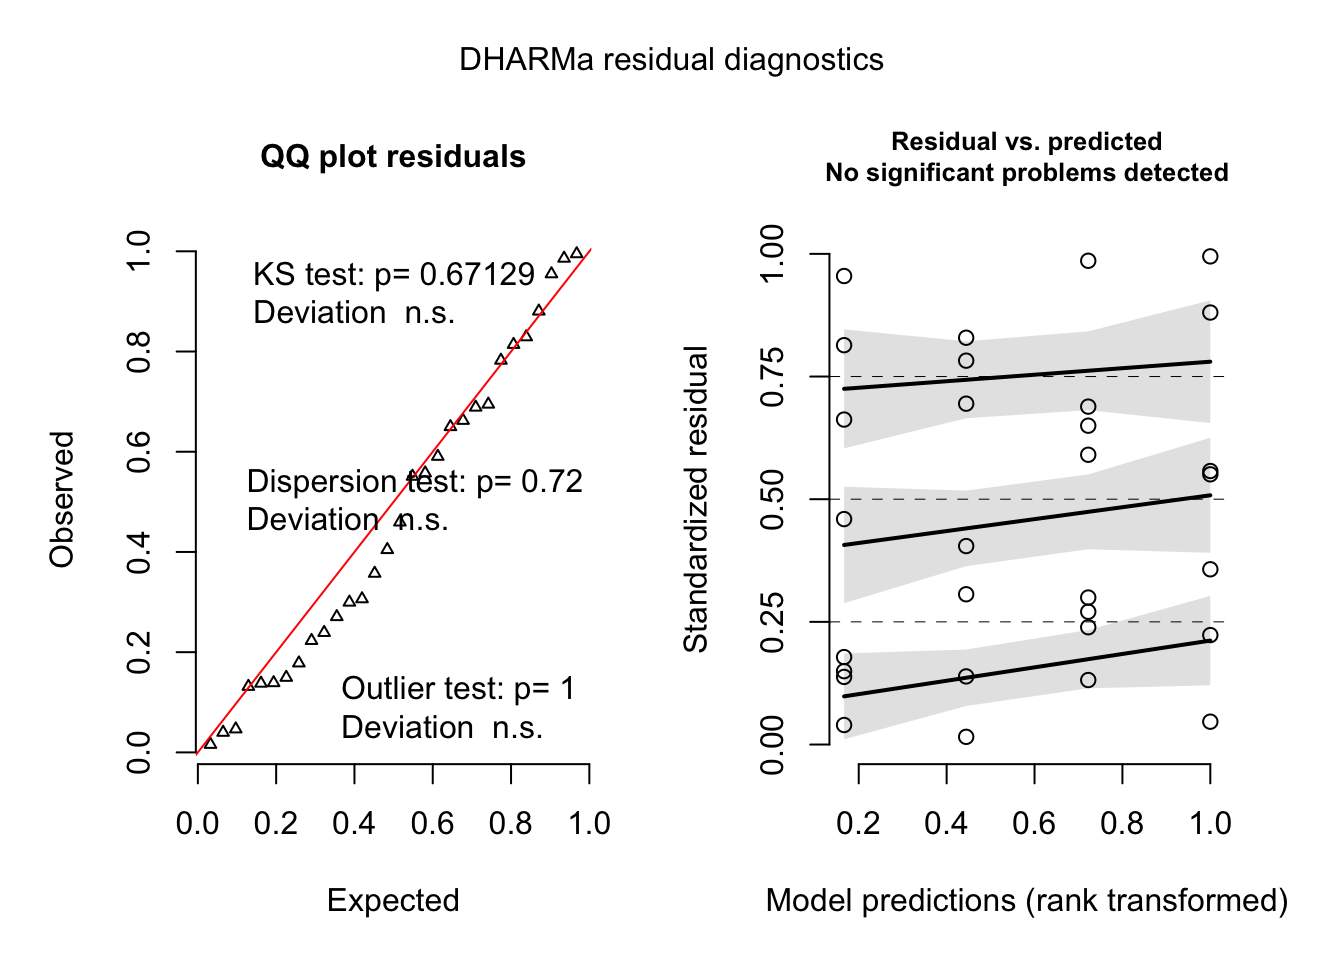 DHARMa residual diagnostics
QQ plot residuals
KS test: p= 0.67129
Deviation  n.s.
Dispersion test: p= 0.72
Deviation  n.s.
Outlier test: p= 1
Deviation  n.s.
Observed
0.0 0.2 0.4 0.6 0.8 1.0
0.0 0.2 0.4 0.6 0.8 1.0
Expected
Residual vs. predicted
No significant problems detected
Standardized residual
0.00 0.25 0.50 0.75 1.00
0.2 0.4 0.6 0.8 1.0
Model predictions (rank transformed)